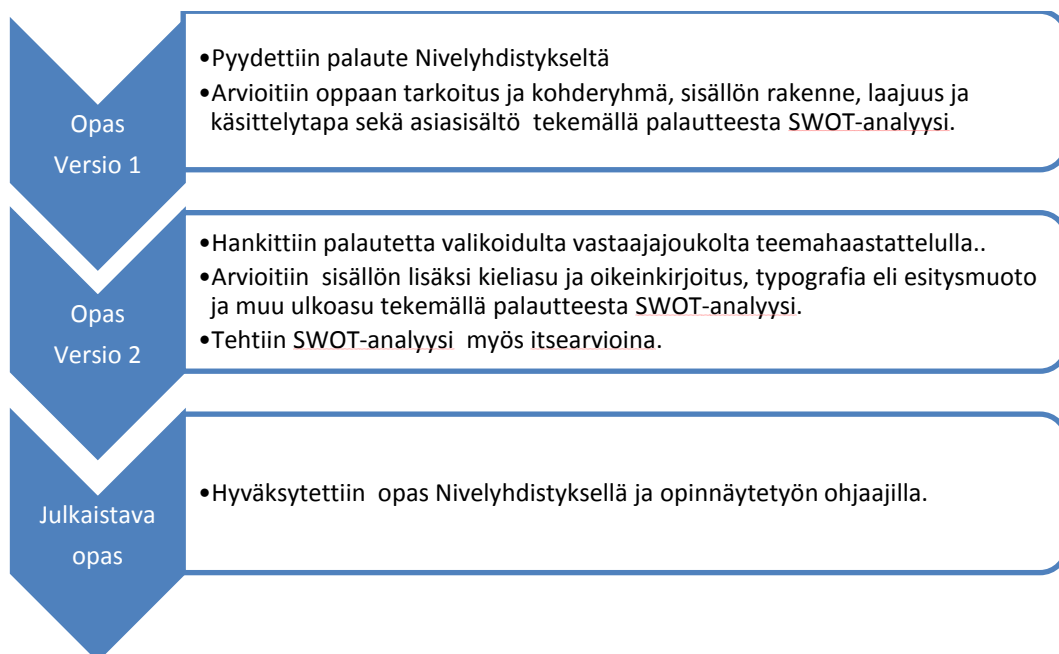 Opas
Versio 1
•Pyydettiin palaute Nivelyhdistykseltä
•Arvioitiin oppaan tarkoitus ja kohderyhmä, sisällön rakenne, laajuus ja
käsittelytapa sekä asiasisältö  tekemällä palautteesta SWOT-analyysi.
Opas
Versio 2
•Hankittiin palautetta valikoidulta vastaajajoukolta teemahaastattelulla..
•Arvioitiin  sisällön lisäksi kieliasu ja oikeinkirjoitus, typografia eli esitysmuoto
ja muu ulkoasu tekemällä palautteesta SWOT-analyysi.
•Tehtiin SWOT-analyysi  myös itsearvioina.
Julkaistava
opas
•Hyväksytettiin  opas Nivelyhdistyksellä ja opinnäytetyön ohjaajilla.